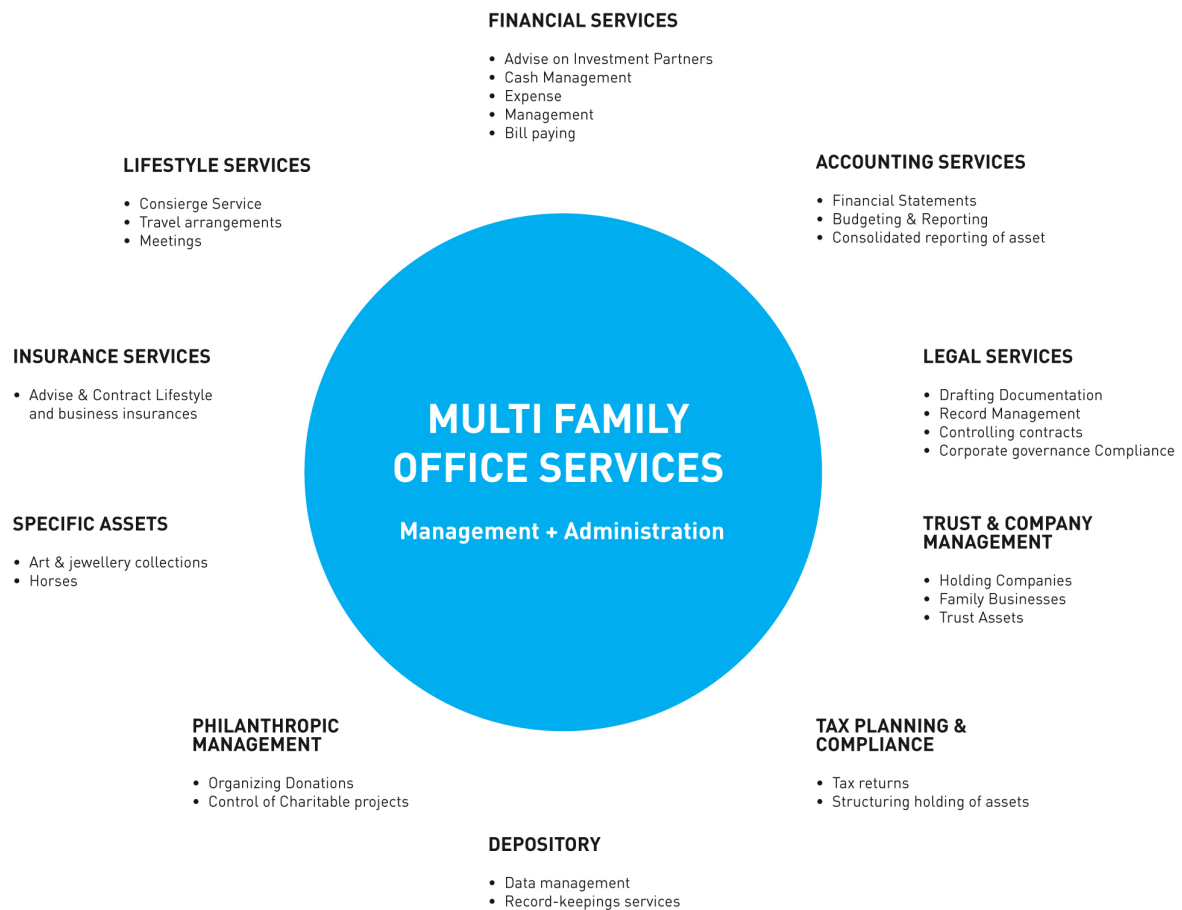 FINANCIAL SERVICES
• Advise on Investment Partners
• Cash Management
• Expense
• Management
• Bill paying
ACCOUNTING SERVICES
• Financial Statements
• Budgeting & Reporting
• Consolidated reporting of asset
LEGAL SERVICES
• Drafting Documentation
• Record Management
• Controlling contracts
• Corporate governance Compliance
TRUST & COMPANY
MANAGEMENT
• Holding Companies
• Family Businesses
• Trust Assets
TAX PLANNING &
COMPLIANCE
• Tax returns
• Structuring holding of assets
DEPOSITORY
• Data management
• Record-keepings services
PHILANTHROPIC
MANAGEMENT
• Organizing Donations
• Control of Charitable projects
SPECIFIC ASSETS
• Art & jewellery collections
• Horses
INSURANCE SERVICES
• Advise & Contract Lifestyle
and business insurances
LIFESTYLE SERVICES
• Consierge Service
• Travel arrangements
• Meetings
MULTI FAMILY
OFFICE SERVICES
Management + Administration